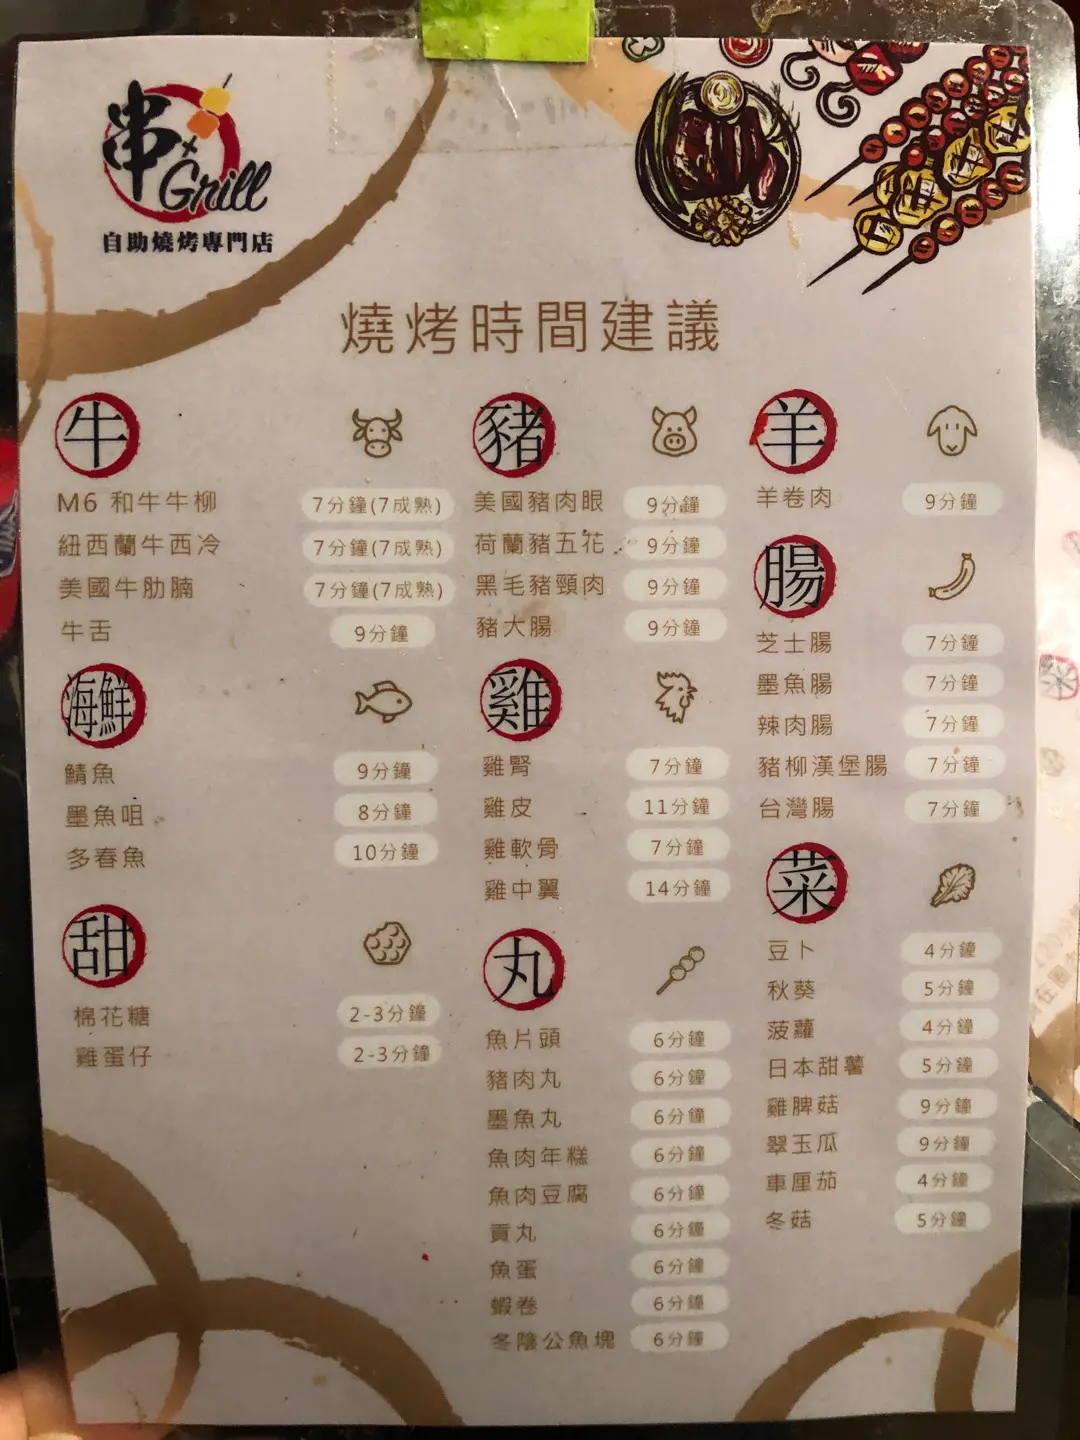 串
×
Grill
自助燒烤專門店
燒烤時間建議
牛
M6 和牛牛柳 7分鐘(7成熟)
紐西蘭牛西冷 7分鐘(7成熟)
美國牛肋腩 7分鐘(7成熟)
牛舌 9分鐘
海鮮
鯖魚 9分鐘
墨魚咀 8分鐘
多春魚 10分鐘
甜
棉花糖 2-3分鐘
雞蛋仔 2-3分鐘
豬
美國豬肉眼 9分鐘
荷蘭豬五花 9分鐘
黑毛豬頸肉 9分鐘
豬大腸 9分鐘
雞
雞腎 7分鐘
雞皮 11分鐘
雞軟骨 7分鐘
雞中翼 14分鐘
丸
魚片頭 6分鐘
豬肉丸 6分鐘
墨魚丸 6分鐘
魚肉年糕 6分鐘
魚肉豆腐 6分鐘
貢丸 6分鐘
魚蛋 6分鐘
蝦卷 6分鐘
冬陰公魚塊 6分鐘
羊
羊卷肉 9分鐘
腸
芝士腸 7分鐘
墨魚腸 7分鐘
辣肉腸 7分鐘
豬柳漢堡腸 7分鐘
台灣腸 7分鐘
菜
豆卜 4分鐘
秋葵 5分鐘
菠蘿 4分鐘
日本甜薯 5分鐘
雞脾菇 9分鐘
翠玉瓜 9分鐘
車厘茄 4分鐘
冬菇 5分鐘